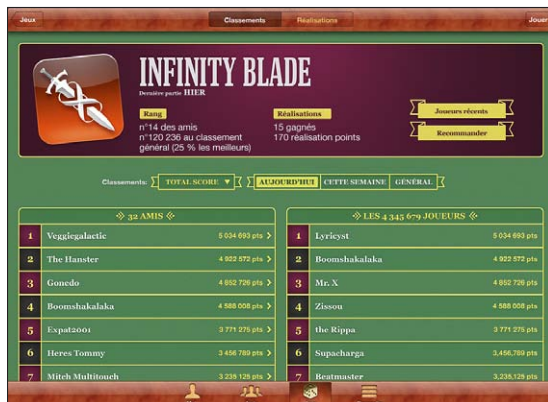 Jeux Classements Réalisations Jouer
INFINITY BLADE
Dernière partie HIER
Rang
n°14 des amis
n°120 236 au classement
général (25 % les meilleurs)
Réalisations
15 gagnés
170 réalisation points
Joueurs récents
Recommander
Classements: TOTAL SCORE AUJOURD'HUI CETTE SEMAINE GÉNÉRAL
32 AMIS
1 Veggiegalactic 5 034 693 pts
2 The Hanster 4 922 572 pts
3 Gonedo 4 852 726 pts
4 Boomshakalaka 4 588 008 pts
5 Expat2001 3 771 275 pts
6 Heres Tommy 3 456 789 pts
7 Mitch Multitouch 3 235 125 pts
LES 4 345 679 JOUEURS
1 Lyricyst 5 034 693 pts
2 Boomshakalaka 4 922 572 pts
3 Mr. X 4 852 726 pts
4 Zissou 4 588 008 pts
5 the Rippa 3 771 275 pts
6 Supacharga 3,456,789 pts
7 Beatmaster 3,235,125 pts